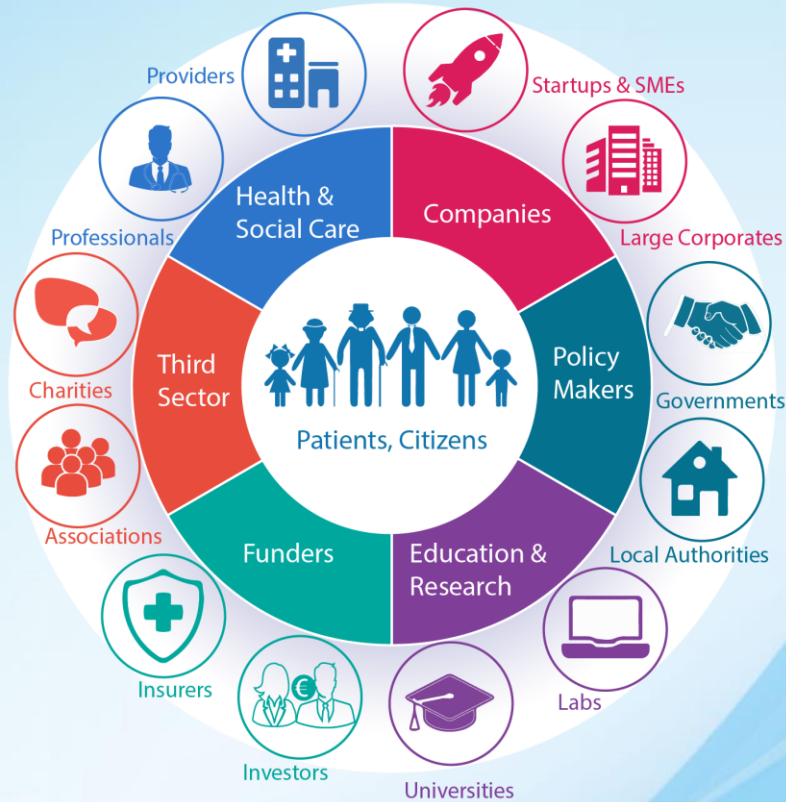 Providers
Startups & SMEs
Professionals
Health &
Social Care
Companies
Large Corporates
Charities
Third
Sector
Policy
Makers
Governments
Patients, Citizens
Associations
Funders
Education &
Research
Local Authorities
Insurers
€
Investors
Labs
Universities